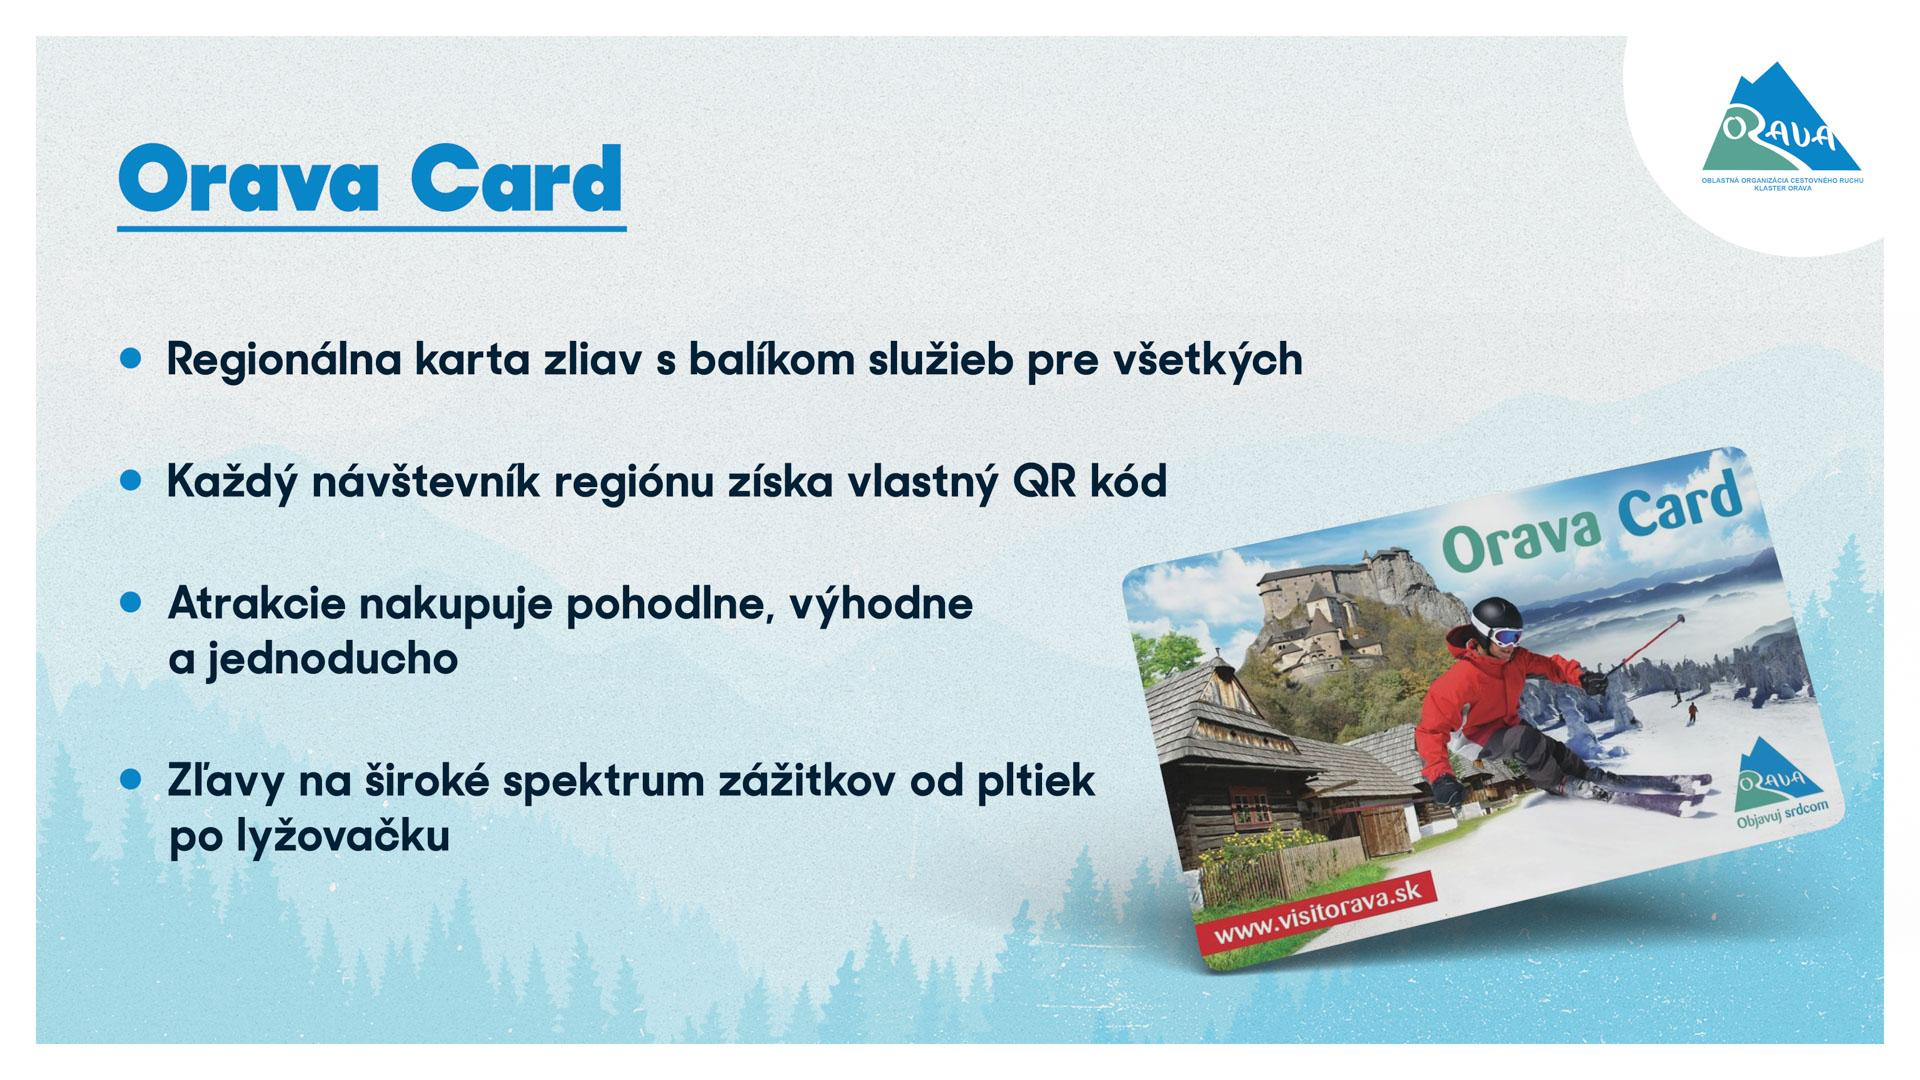 ORAVA
OBLASTNÁ ORGANIZÁCIA CESTOVNÉHO RUCHU
KLASTER ORAVA
Orava Card
Regionálna karta zliav s balíkom služieb pre všetkých
Každý návštevník regiónu získa vlastný QR kód
Atrakcie nakupuje pohodlne, výhodne
a jednoducho
Zľavy na široké spektrum zážitkov od pltiek
po lyžovačku
Orava Card
ORAVA
Objavuj srdcom
www.visitorava.sk